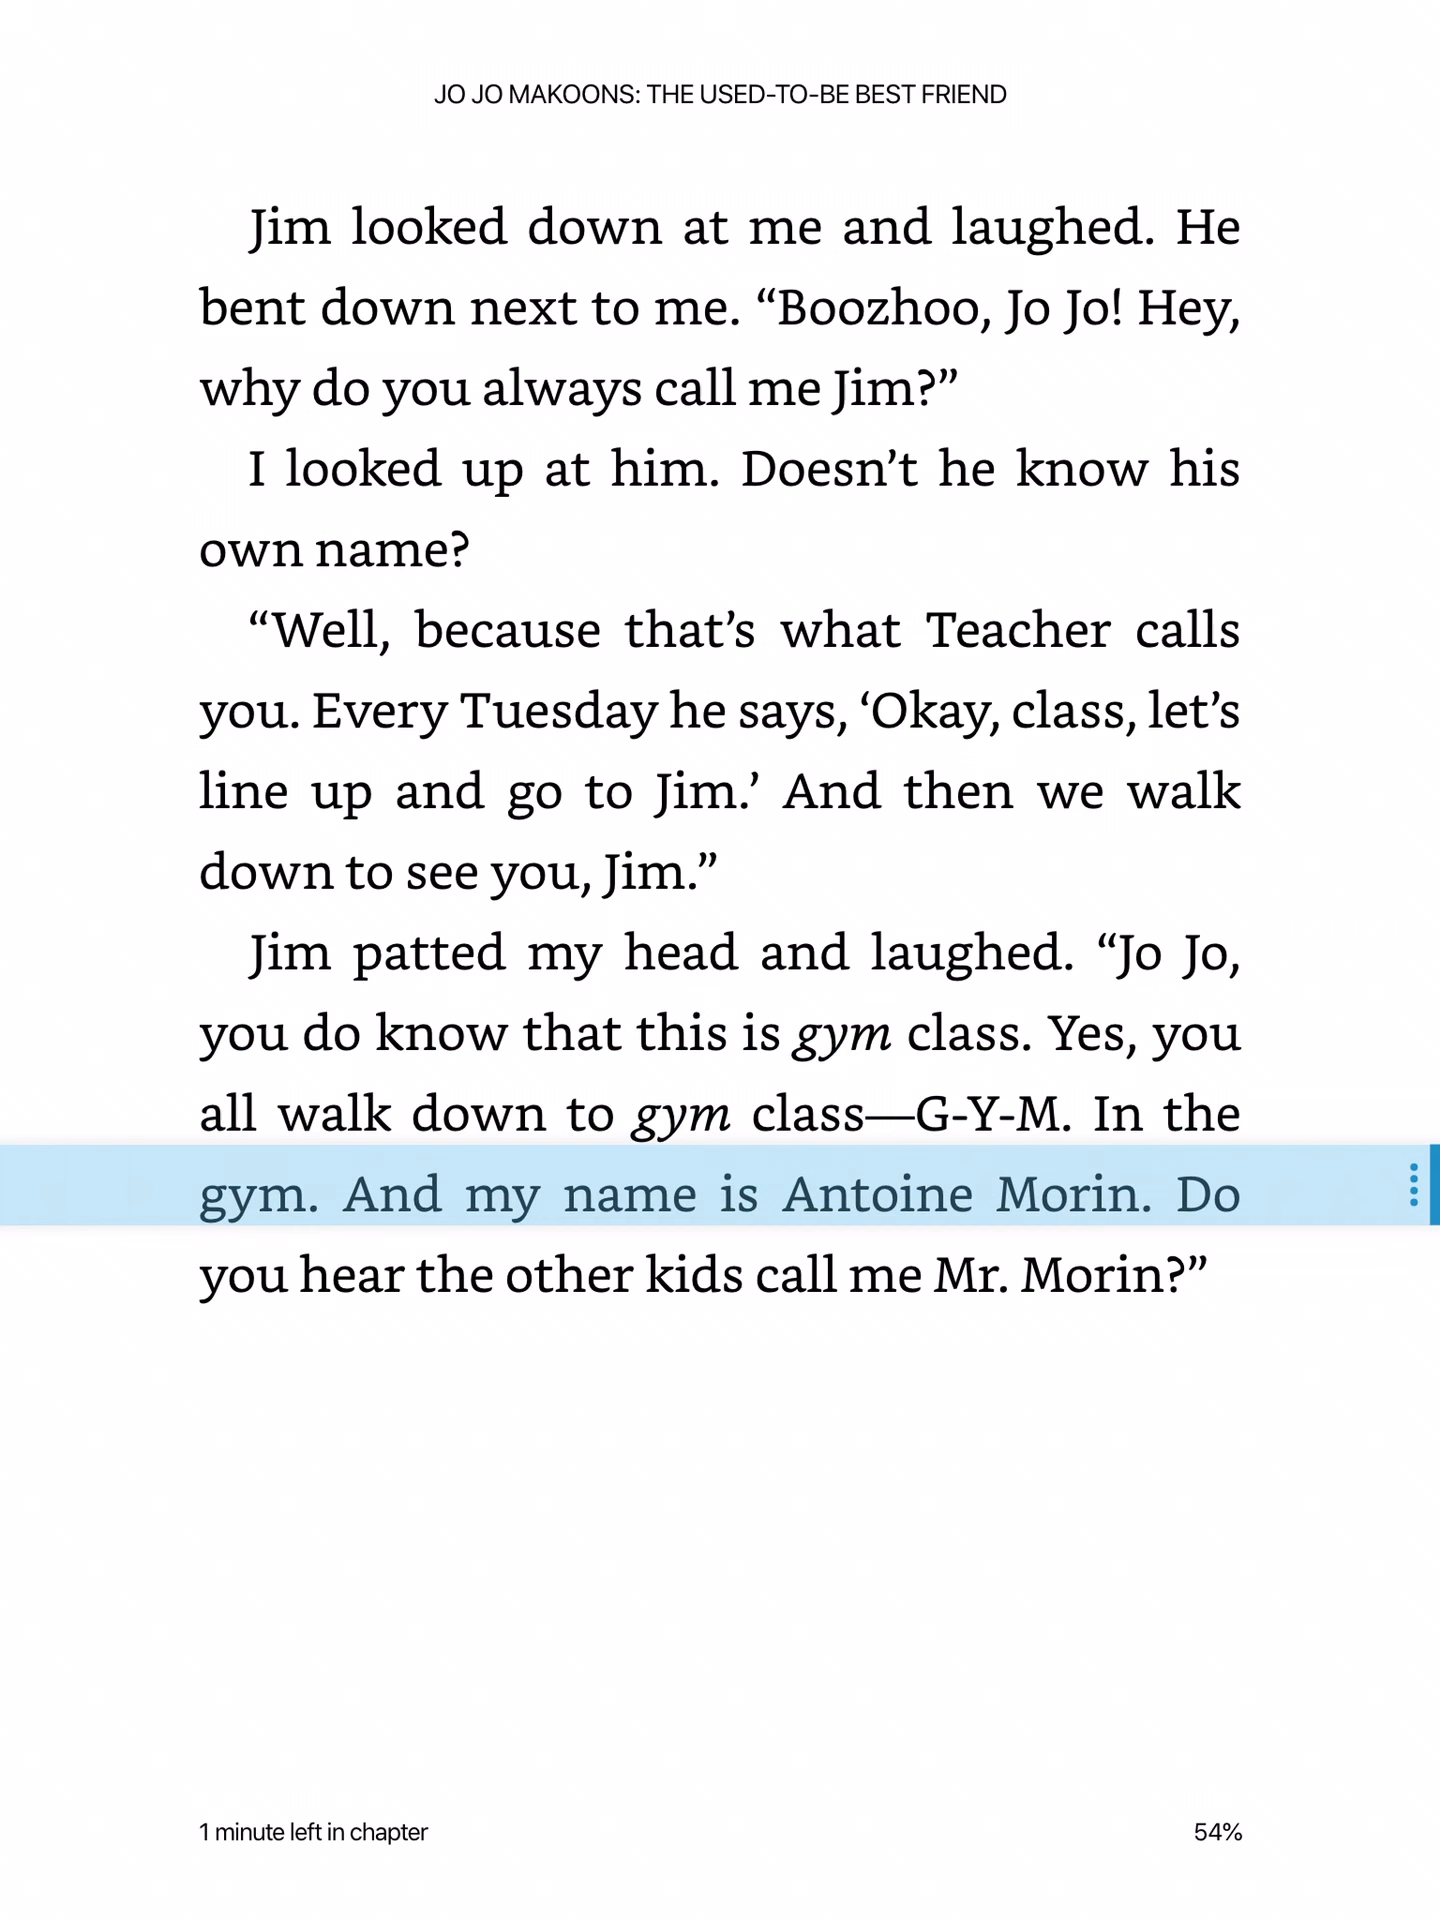 JO JO MAKOONS: THE USED-TO-BE BEST FRIEND
Jim looked down at me and laughed. He
bent down next to me. “Boozhoo, Jo Jo! Hey,
why do you always call me Jim?”
I looked up at him. Doesn’t he know his
own name?
“Well, because that’s what Teacher calls
you. Every Tuesday he says, ‘Okay, class, let’s
line up and go to Jim.’ And then we walk
down to see you, Jim.”
Jim patted my head and laughed. “Jo Jo,
you do know that this is gym class. Yes, you
all walk down to gym class—G-Y-M. In the
gym. And my name is Antoine Morin. Do
you hear the other kids call me Mr. Morin?”
1 minute left in chapter
54%